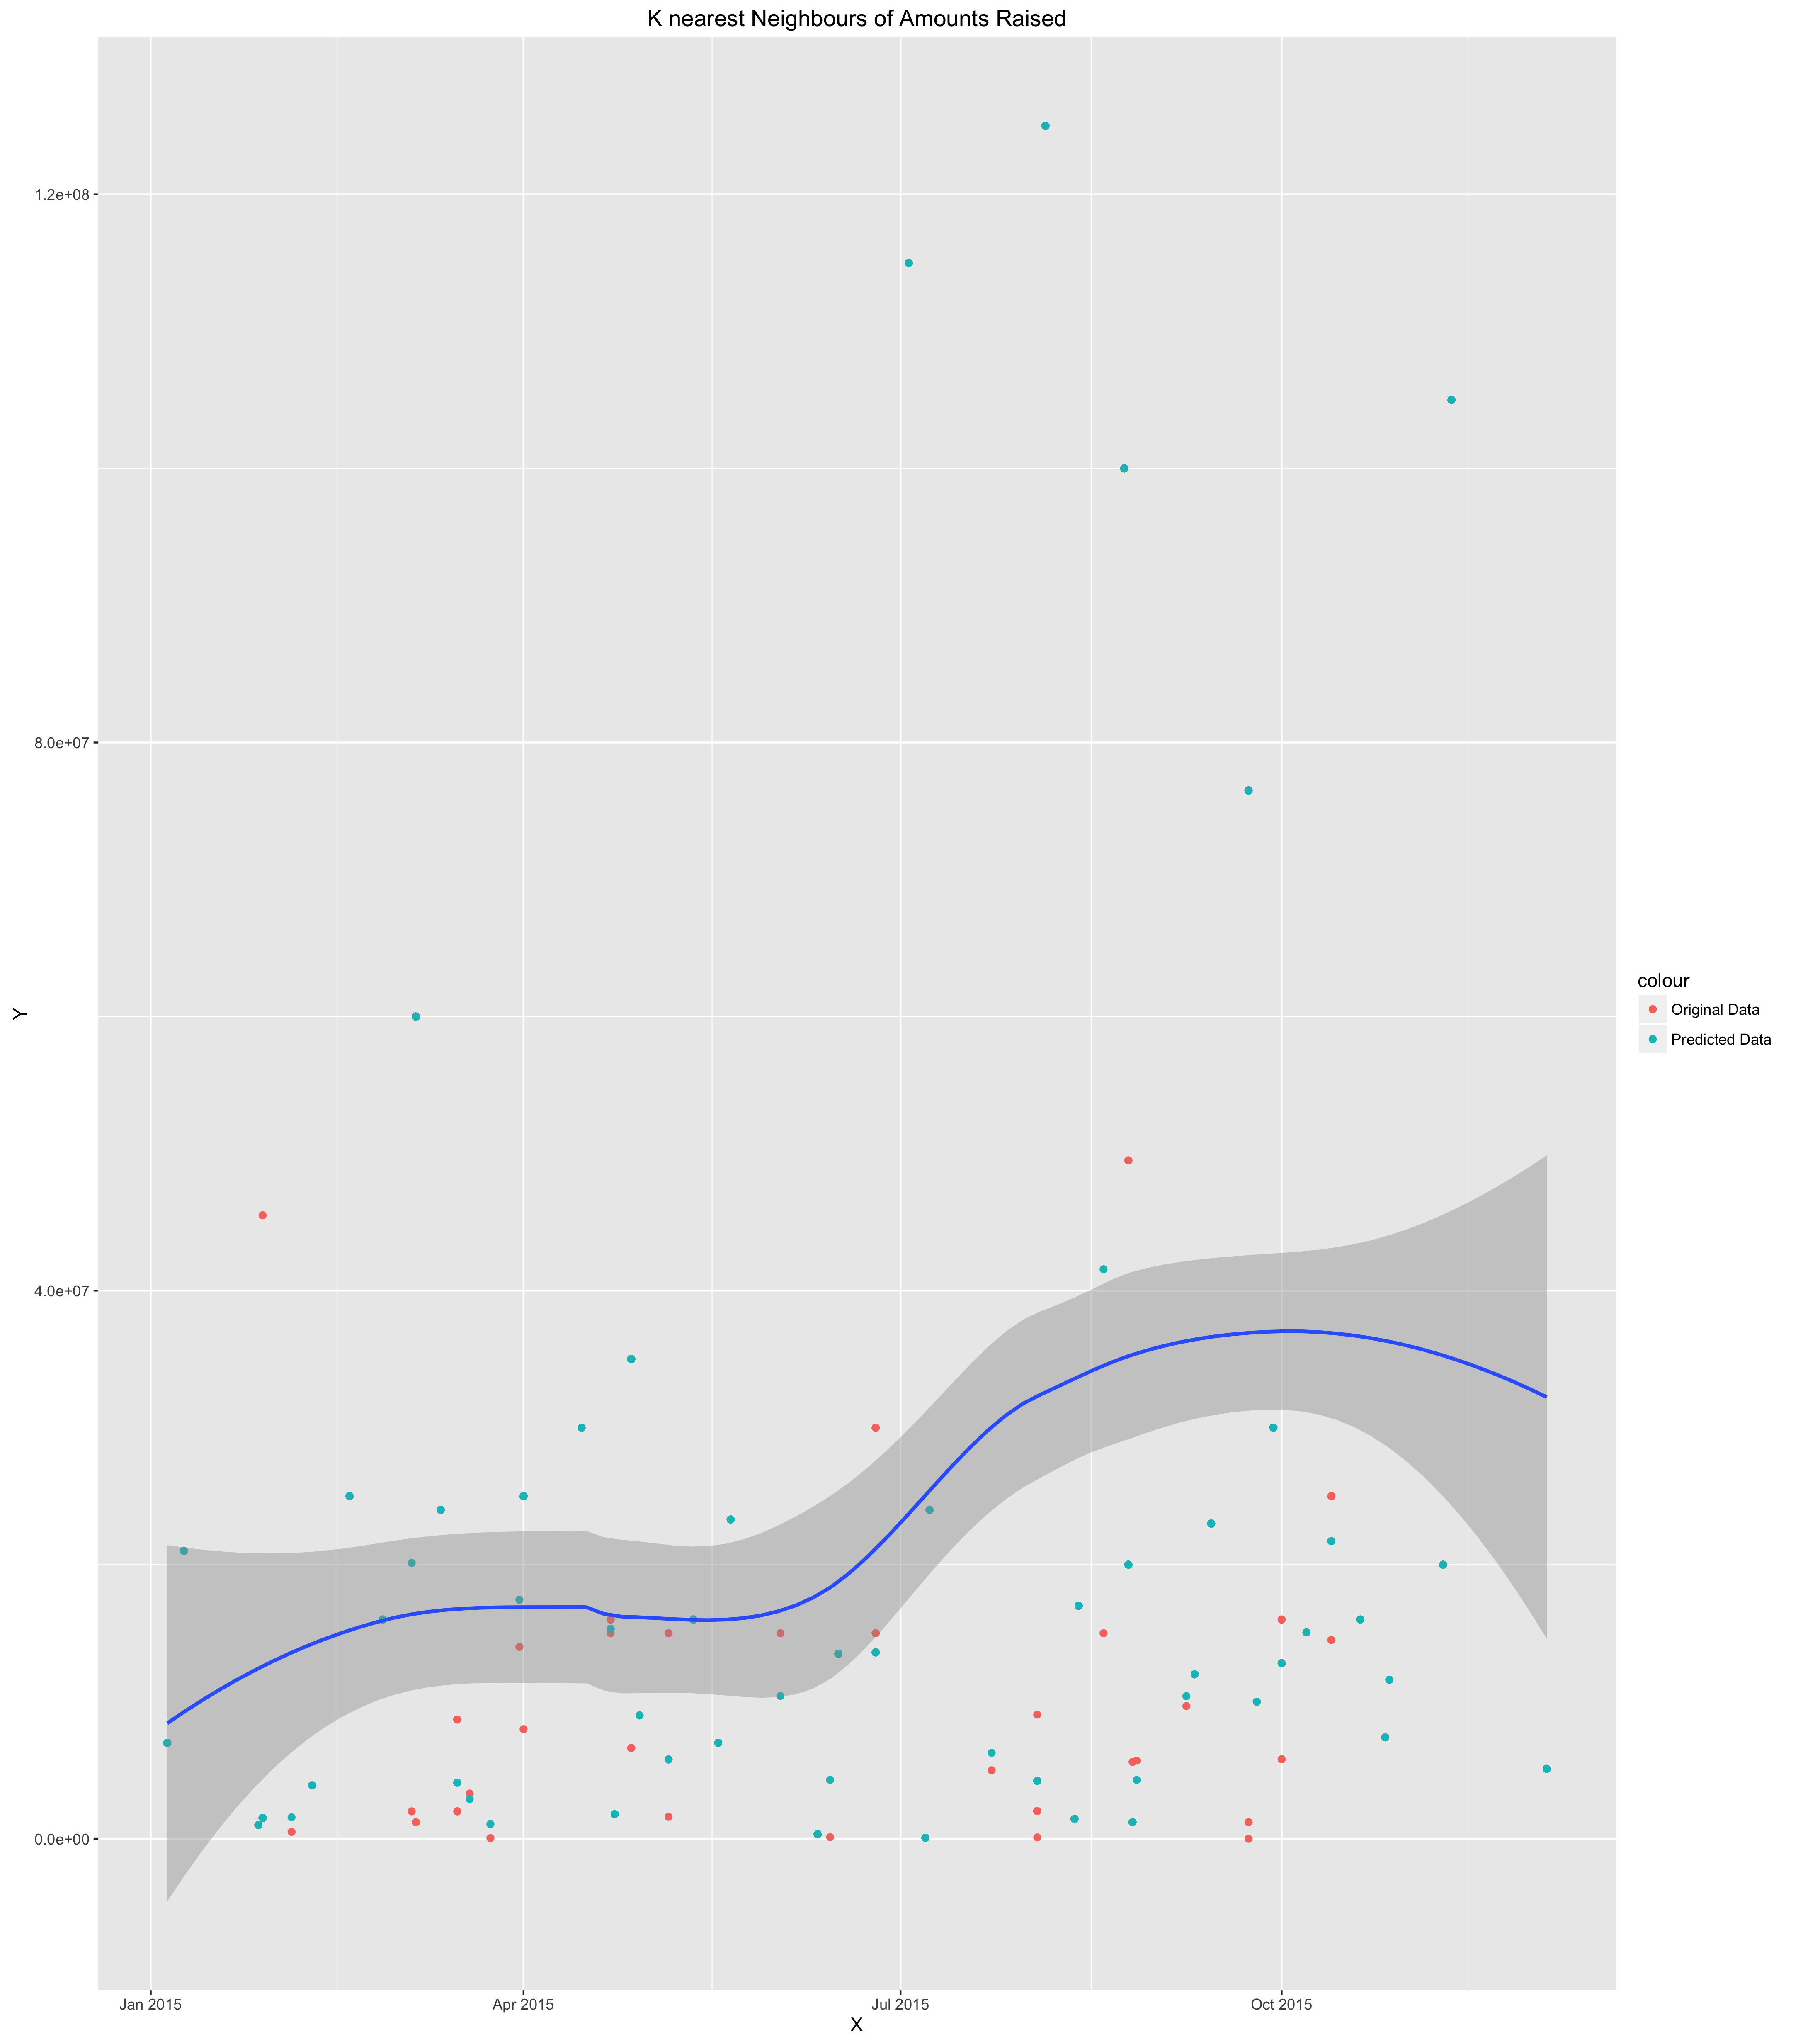 K nearest Neighbours of Amounts Raised
1.2e+08
8.0e+07
4.0e+07
0.0e+00
Y
Jan 2015
Apr 2015
Jul 2015
Oct 2015
X
colour
Original Data
Predicted Data